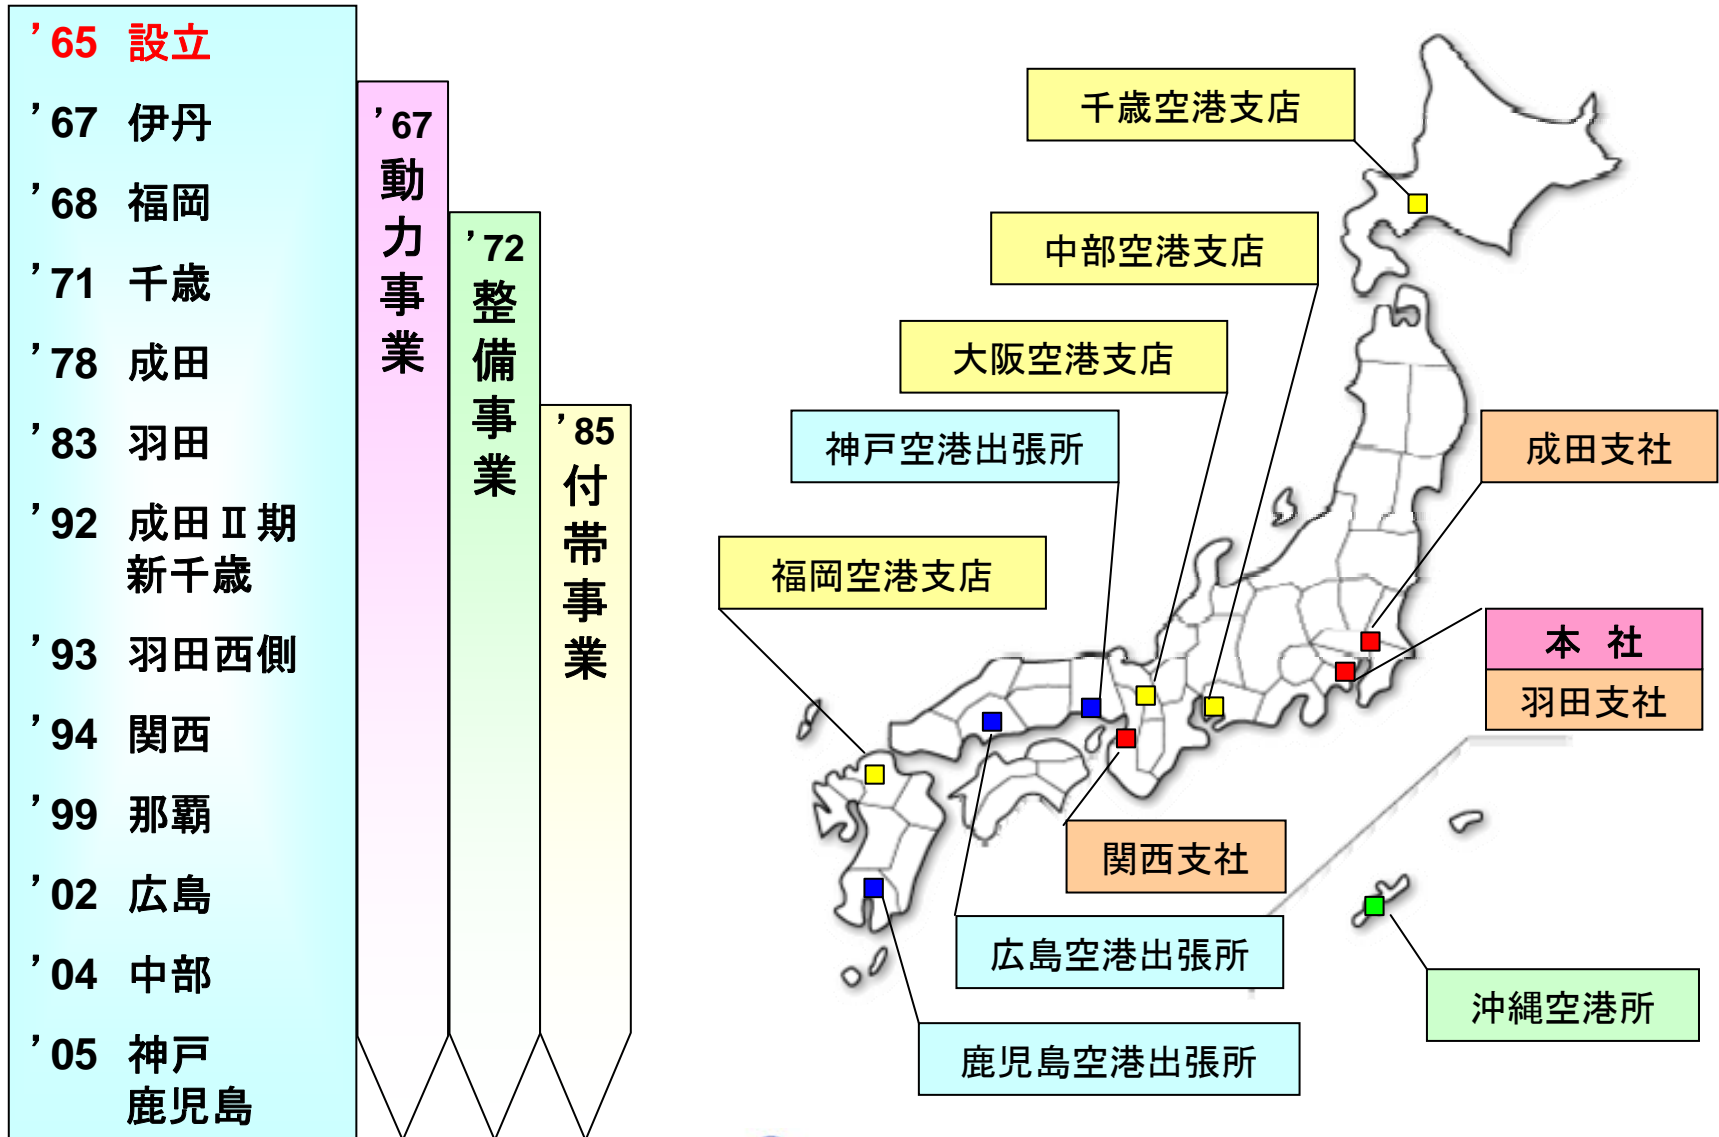 ’65 設立
’67 伊丹
’68 福岡
’71 千歳
’78 成田
’83 羽田
’92 成田Ⅱ期
新千歳
’93 羽田西側
’94 関西
’99 那覇
’02 広島
’04 中部
’05 神戸
鹿児島
’67
動力事業
’72
整備事業
’85
付帯事業
千歳空港支店
中部空港支店
大阪空港支店
神戸空港出張所
成田支社
福岡空港支店
本 社
羽田支社
関西支社
広島空港出張所
沖縄空港所
鹿児島空港出張所